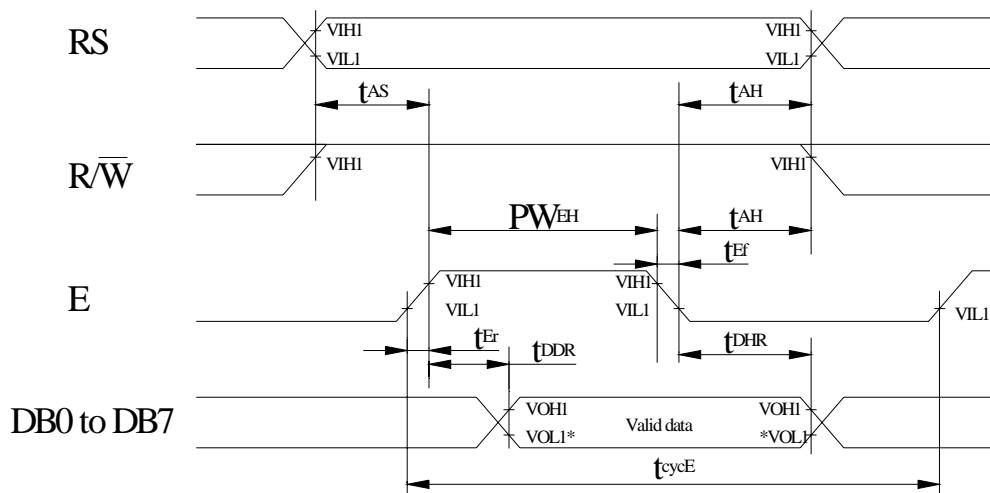 RS
VIH1
VIH1
VIL1
VIL1
tAS
tAH
R/W̅
VIH1
VIH1
PWEH
tAH
tEf
E
VIH1
VIH1
VIL1
VIL1
VIL1
tEr
tDDR
tDHR
DB0 to DB7
VOH1
VOH1
VOL1*
Valid data
*VOL1
tcycE